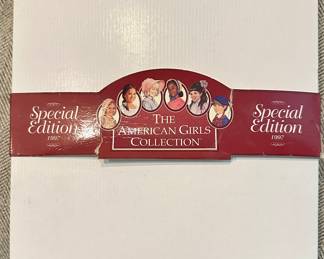 Special
Edition
1997
THE
AMERICAN GIRLS
COLLECTION
Special
Edition
1997